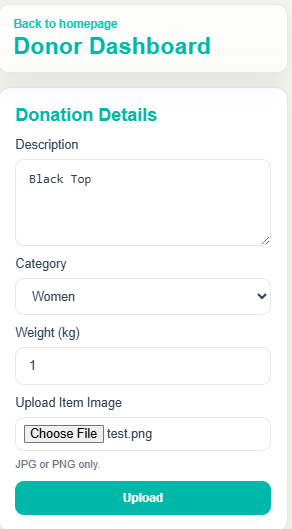 Back to homepage
Donor Dashboard
Donation Details
Description
Black Top
Category
Women
Weight (kg)
1
Upload Item Image
Choose File test.png
JPG or PNG only.
Upload